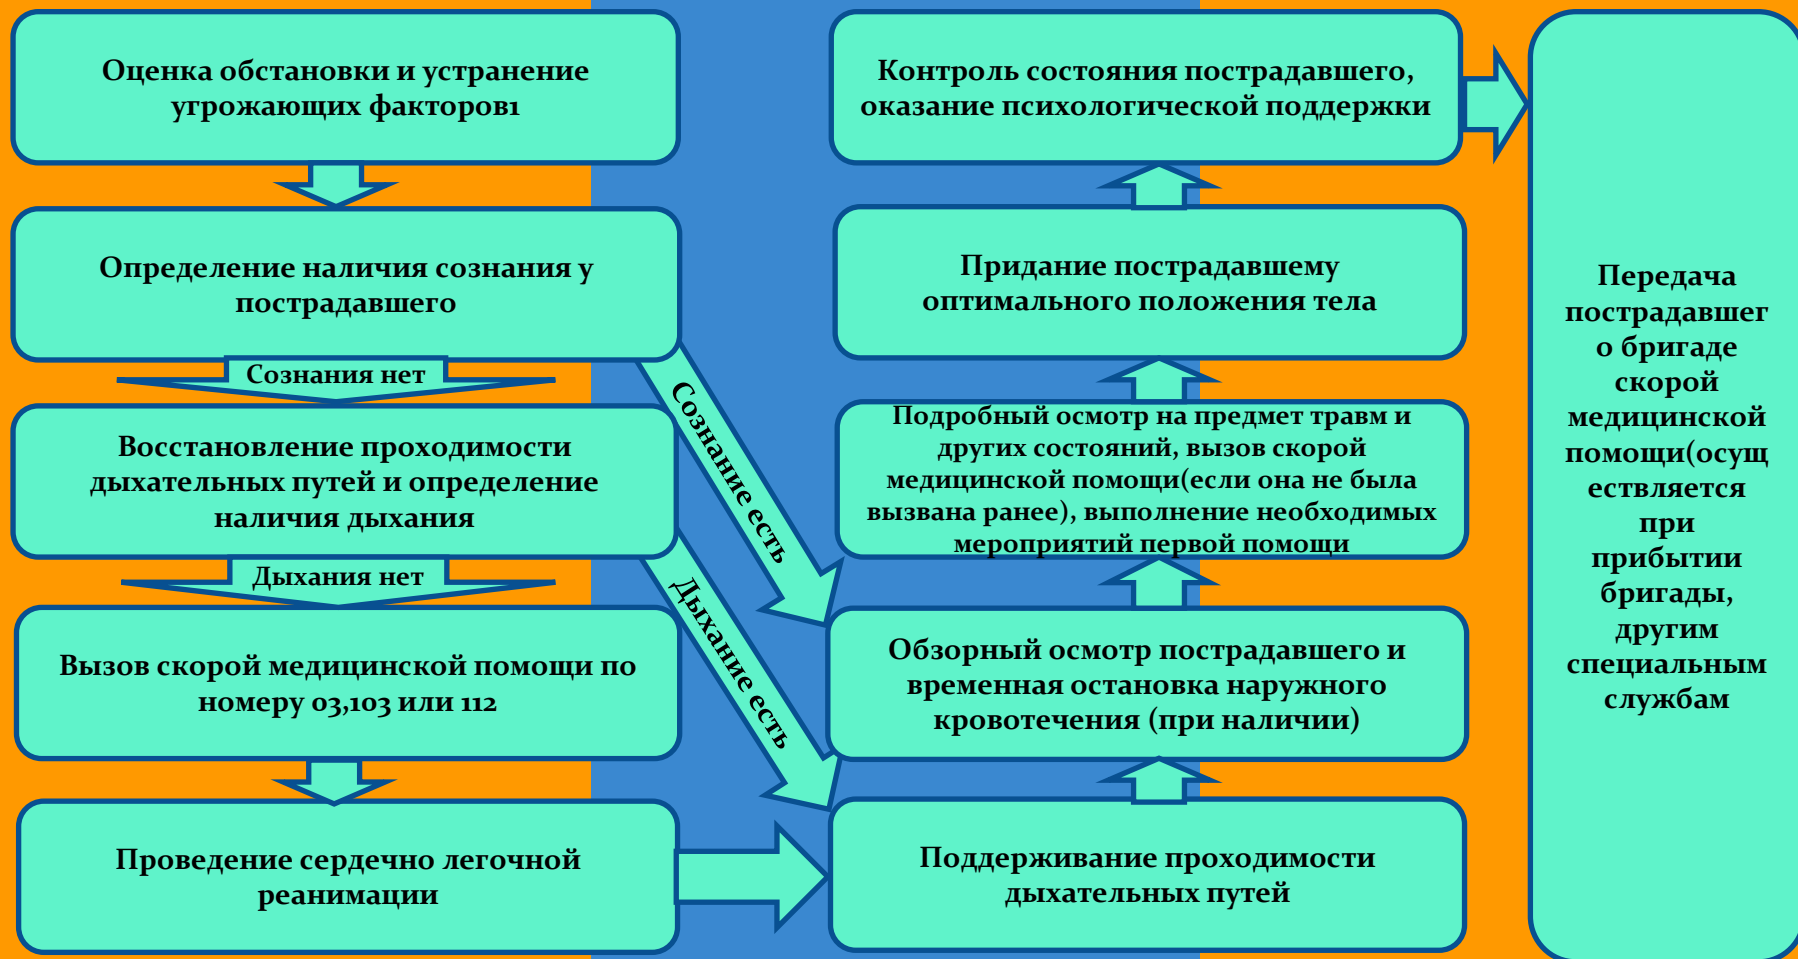 Оценка обстановки и устранение
угрожающих факторов1
Определение наличия сознания у
пострадавшего
Сознания нет
Сознание есть
Восстановление проходимости
дыхательных путей и определение
наличия дыхания
Дыхания нет
Дыхание есть
Вызов скорой медицинской помощи по
номеру 03,103 или 112
Проведение сердечно легочной
реанимации
Поддерживание проходимости
дыхательных путей
Обзорный осмотр пострадавшего и
временная остановка наружного
кровотечения (при наличии)
Подробный осмотр на предмет травм и
других состояний, вызов скорой
медицинской помощи(если она не была
вызвана ранее), выполнение необходимых
мероприятий первой помощи
Придание пострадавшему
оптимального положения тела
Контроль состояния пострадавшего,
оказание психологической поддержки
Передача
пострадавшег
о бригаде
скорой
медицинской
помощи(осущ
ествляется
при
прибытии
бригады,
другим
специальным
службам